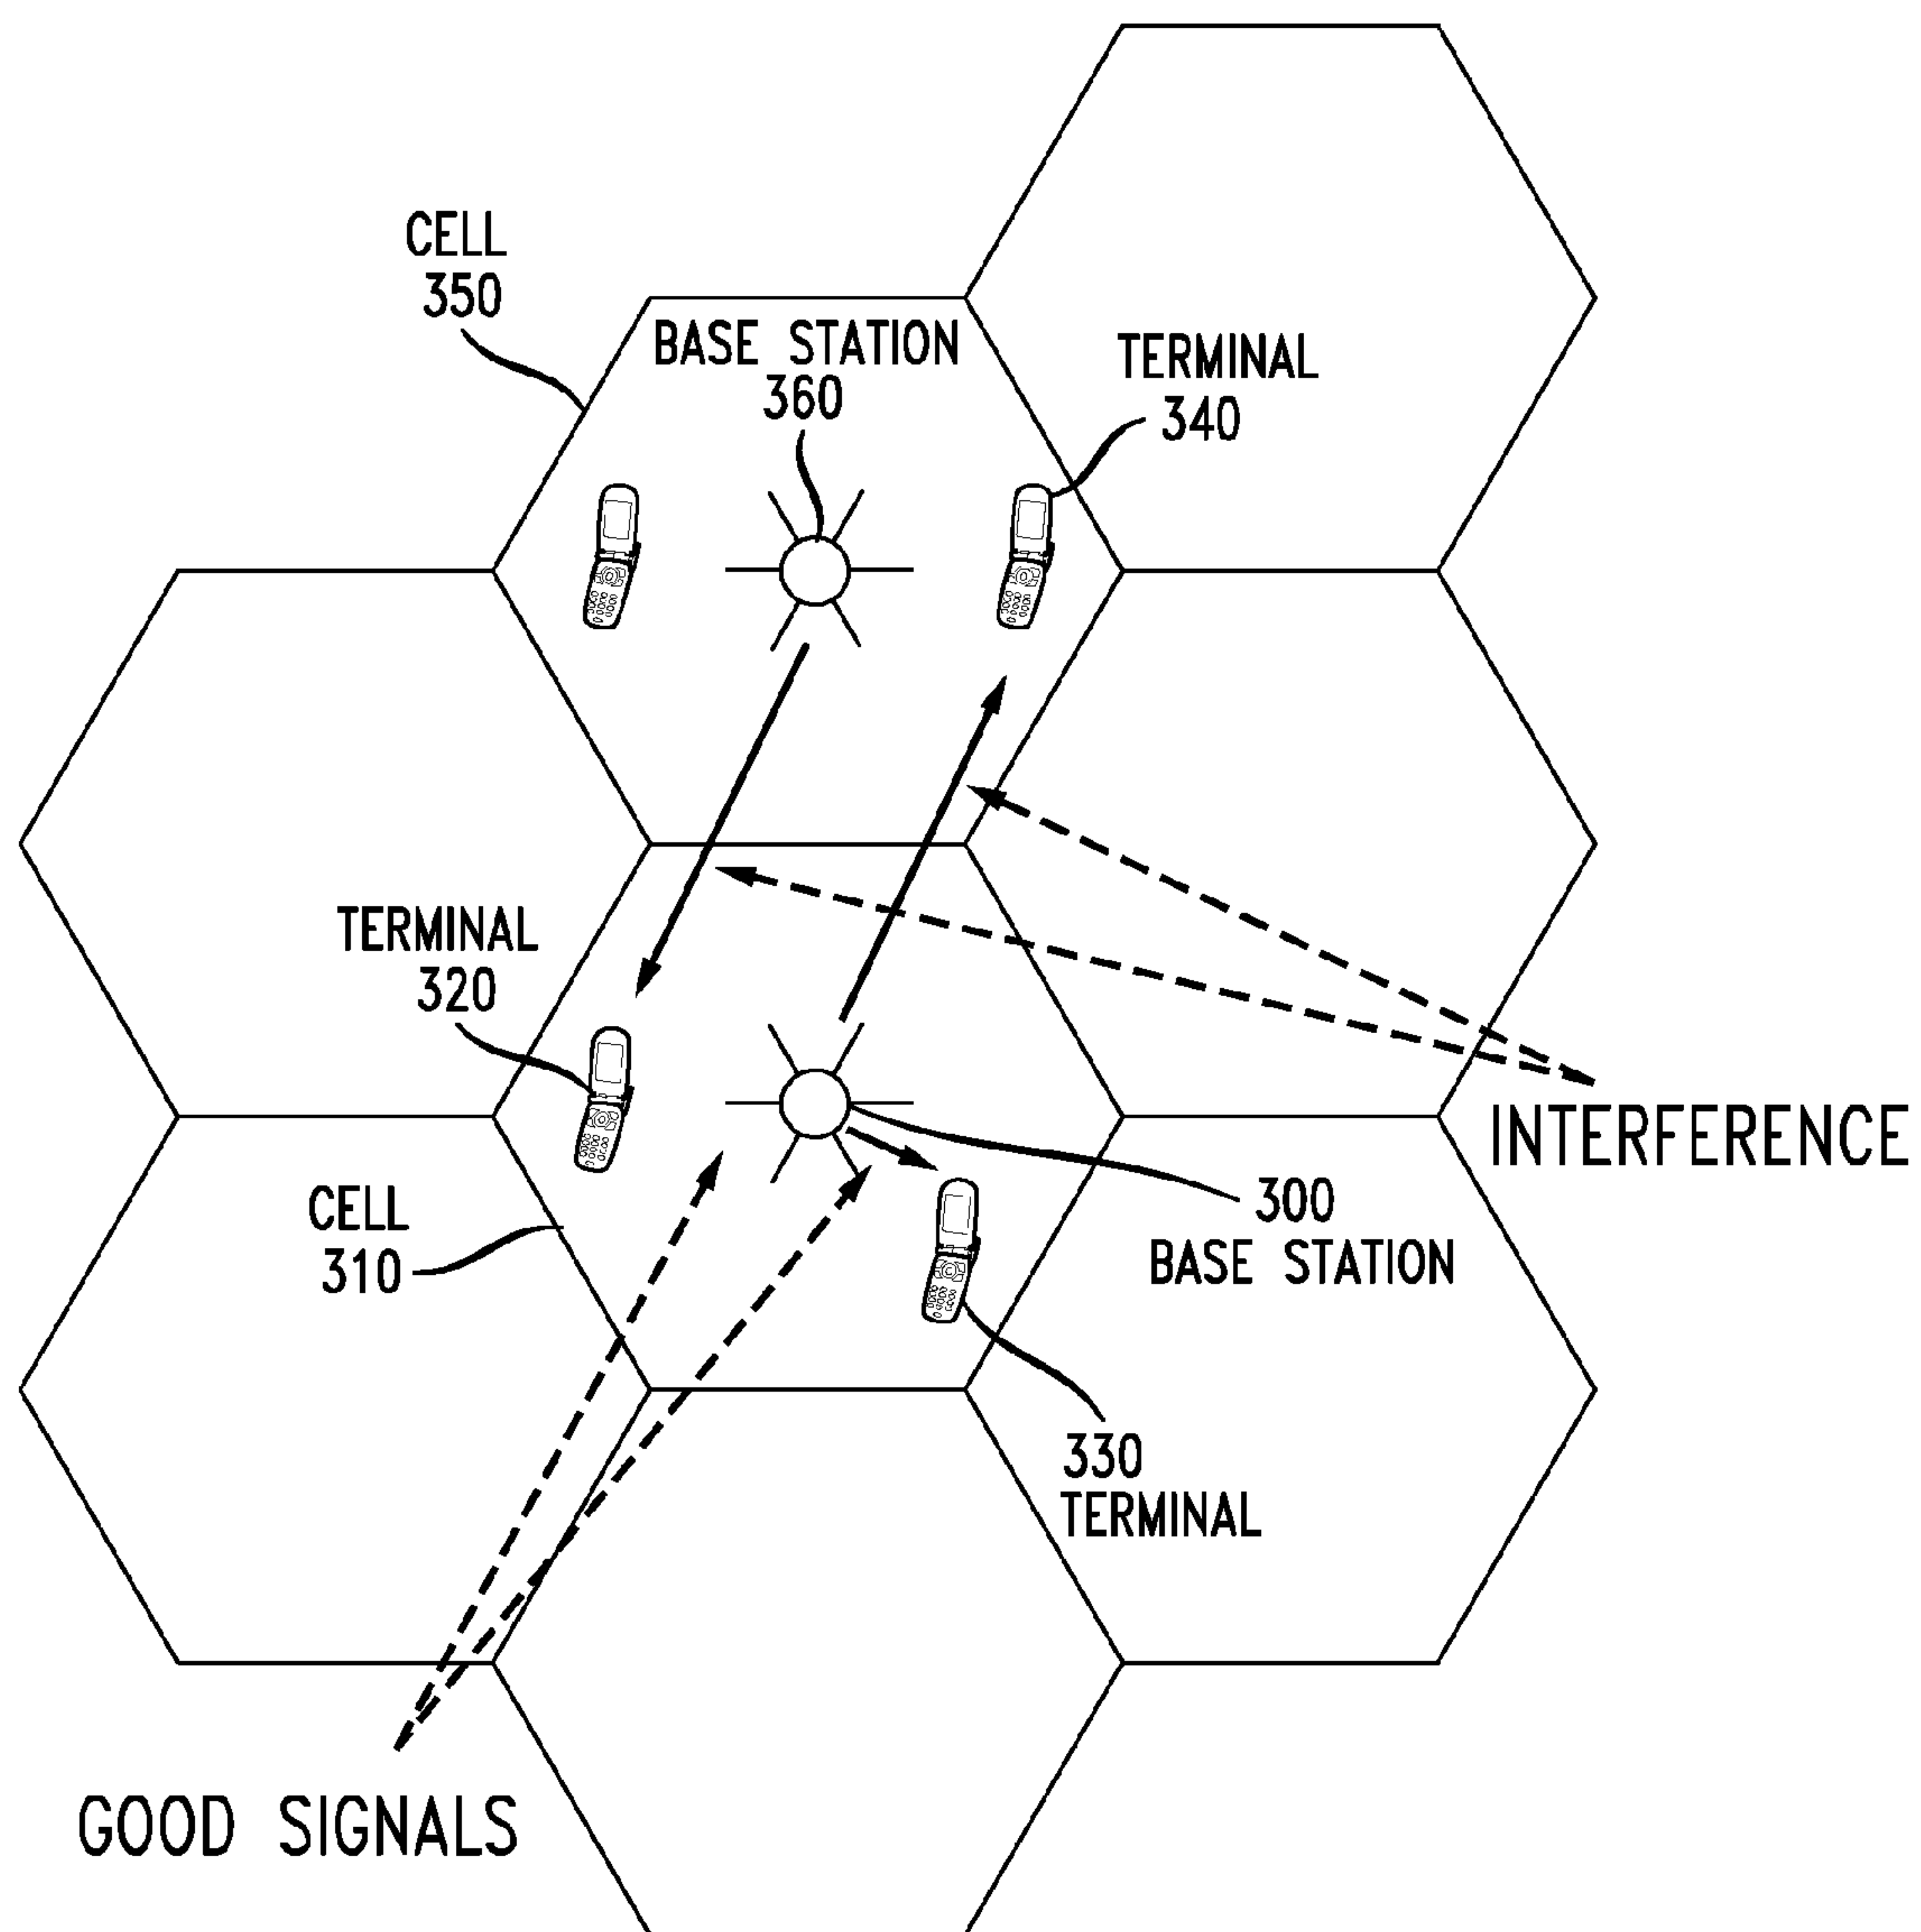 CELL
350
BASE STATION
360
TERMINAL
340
TERMINAL
320
INTERFERENCE
CELL
310
300
BASE STATION
330
TERMINAL
GOOD SIGNALS